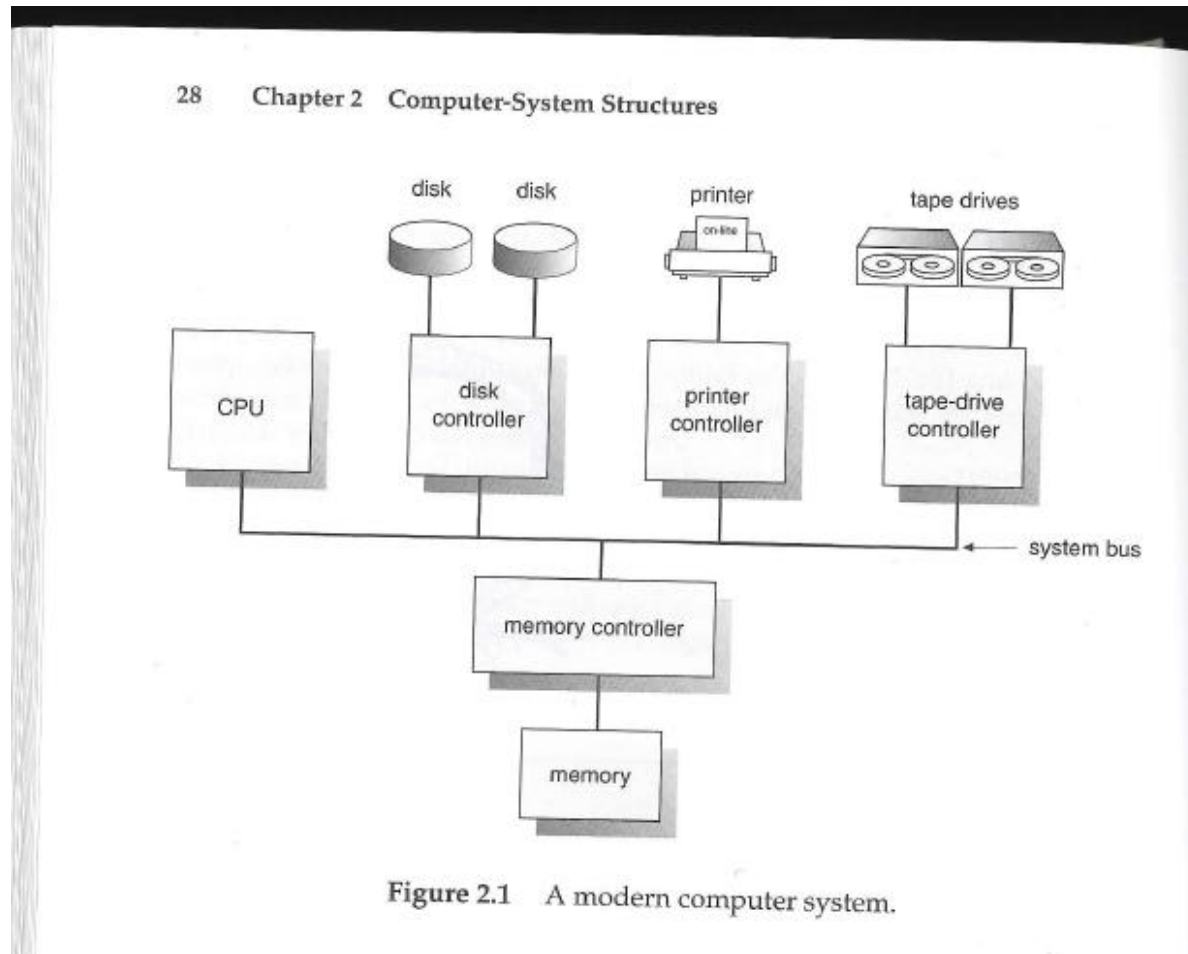 28 Chapter 2 Computer-System Structures
disk disk printer tape drives
on-line
CPU
disk
controller
printer
controller
tape-drive
controller
system bus
memory controller
memory
Figure 2.1 A modern computer system.